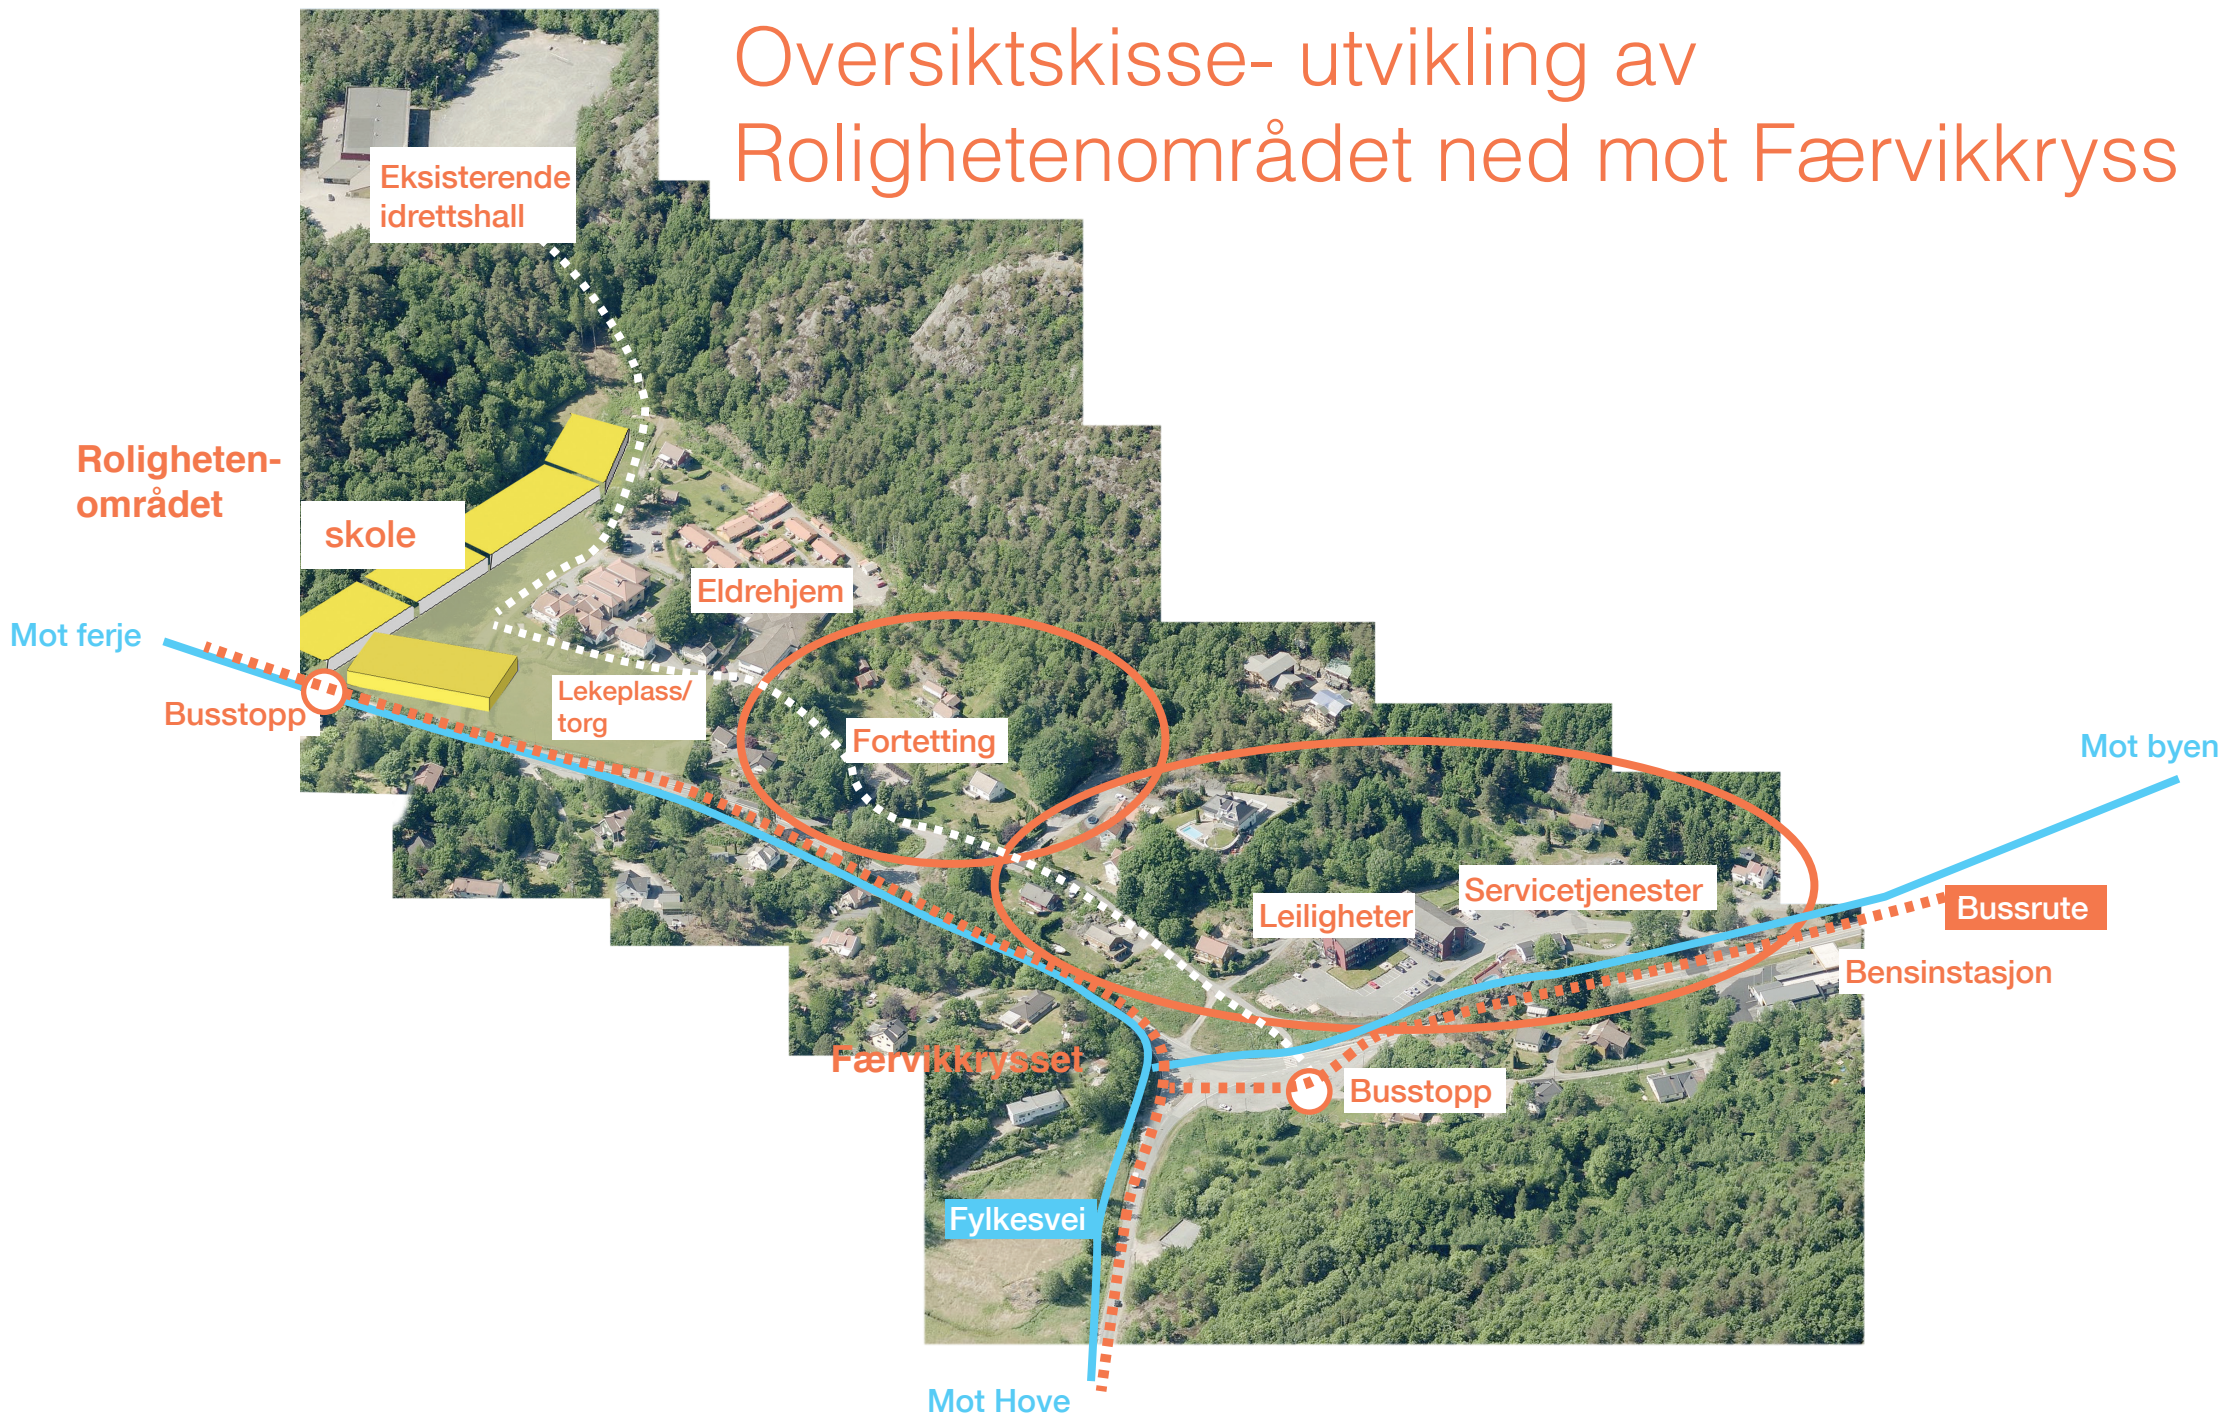 Oversiktskisse- utvikling av
Rolighetenområdet ned mot Færvikkryss
Eksisterende
idrettshall
Roligheten-
området
skole
Eldrehjem
Mot ferje
Busstopp
Lekeplass/
torg
Fortetting
Mot byen
Servicetjenester
Leiligheter
Bussrute
Bensinstasjon
Færvikkrysset
Busstopp
Fylkesvei
Mot Hove